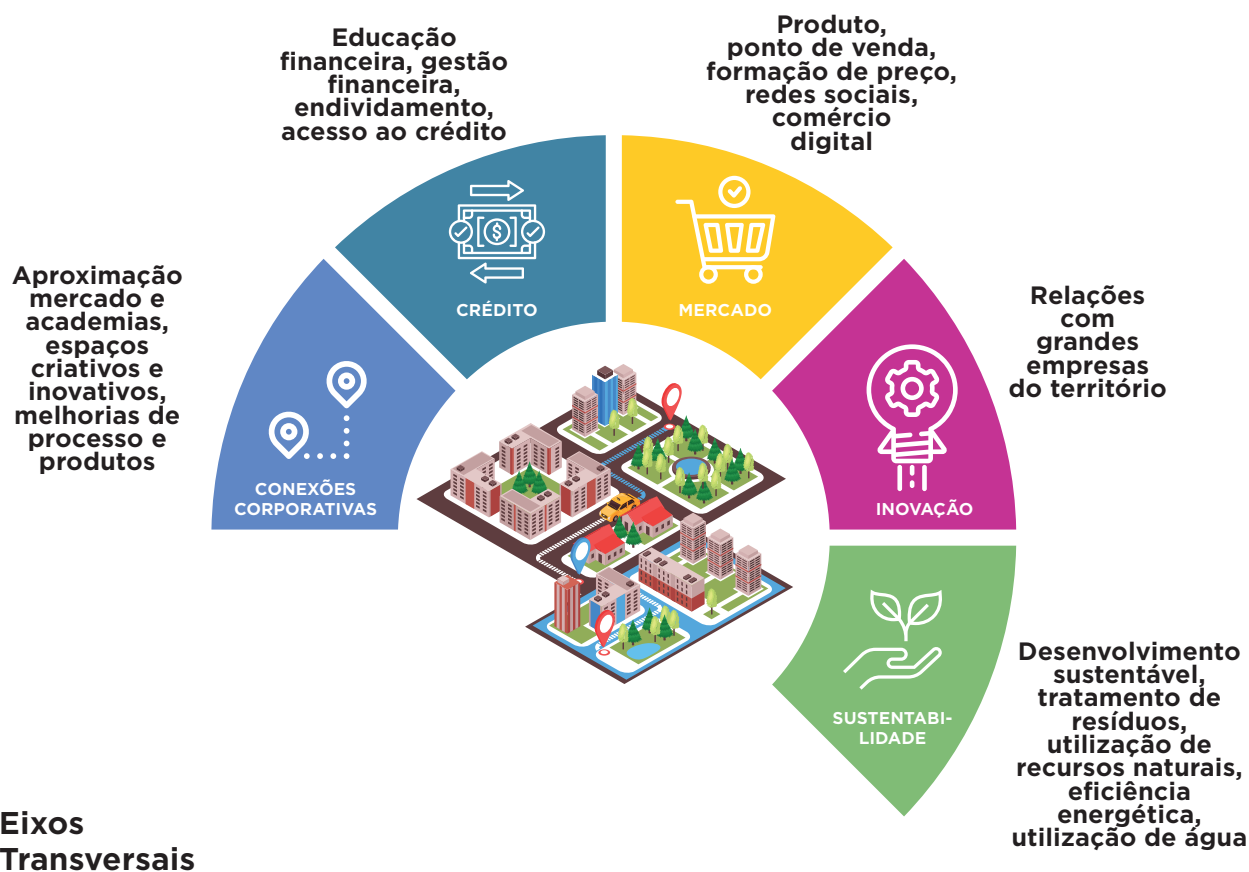 Educação
financeira, gestão
financeira,
endividamento,
acesso ao crédito
Produto,
ponto de venda,
formação de preço,
redes sociais,
comércio
digital
Aproximação
mercado e
academias,
espaços
criativos e
inovativos,
melhorias de
processo e
produtos
Relações
com
grandes
empresas
do território
$
CRÉDITO
MERCADO
CONEXÕES
CORPORATIVAS
INOVAÇÃO
SUSTENTABI-
LIDADE
Desenvolvimento
sustentável,
tratamento de
resíduos,
utilização de
recursos naturais,
eficiência
energética,
utilização de água
Eixos
Transversais